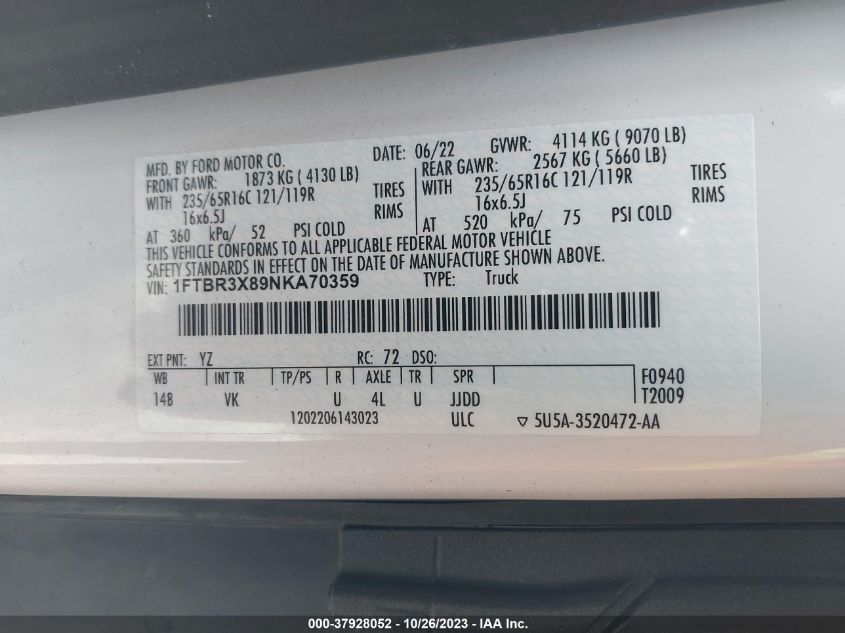 MFD. BY FORD MOTOR CO. DATE: 06/22 GVWR: 4114 KG ( 9070 LB)
FRONT GAWR: 1873 KG ( 4130 LB) REAR GAWR: 2567 KG ( 5660 LB)
WITH 235/65R16C 121/119R TIRES WITH 235/65R16C 121/119R TIRES
16x6.5J RIMS 16x6.5J RIMS
AT 360 kPa/ 52 PSI COLD AT 520 kPa/ 75 PSI COLD
THIS VEHICLE CONFORMS TO ALL APPLICABLE FEDERAL MOTOR VEHICLE
SAFETY STANDARDS IN EFFECT ON THE DATE OF MANUFACTURE SHOWN ABOVE.
VIN: 1FTBR3X89NKA70359 TYPE: Truck
EXT PNT: YZ RC: 72 DSO:
WB INT TR TP/PS R AXLE TR SPR F0940
148 VK U 4L U JJDD T2009
1202206143023 ULC ▽ 5U5A-3520472-AA
000-37928052 - 10/26/2023 - IAA Inc.